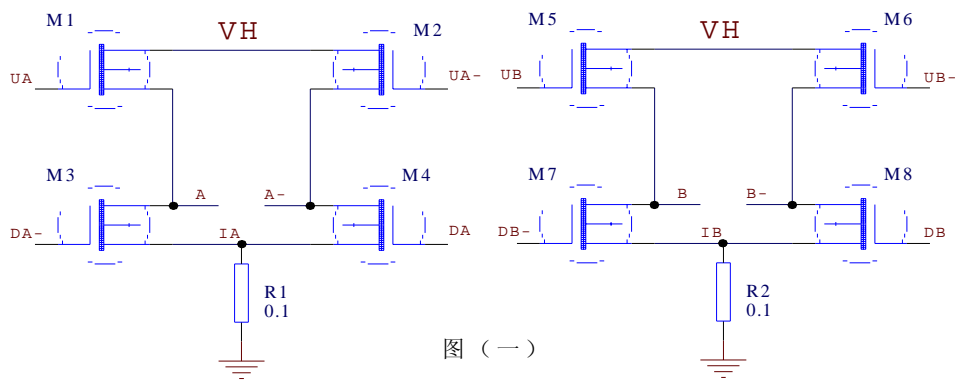 M1
VH
M2
M5
VH
M6
UA
UA-
UB
UB-
M3
A
A-
M4
M7
B
B-
M8
DA-
IA
DA
DB-
IB
DB
R1
0.1
R2
0.1
图（一）